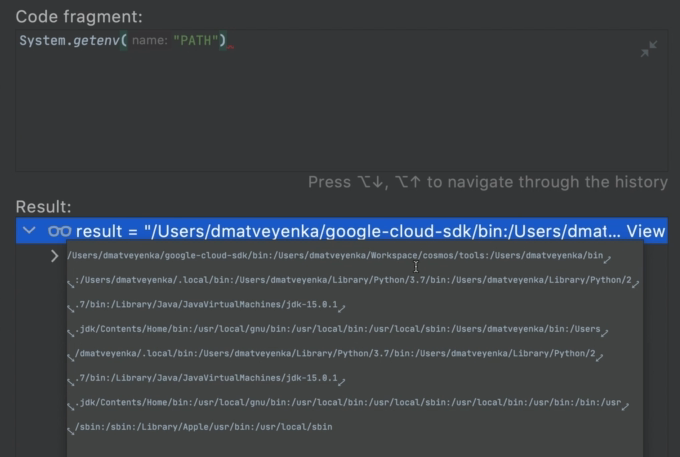 Code fragment:
System.getenv( name: "PATH")
Press ⌥↓, ⌥↑ to navigate through the history
Result:
result = "/Users/dmatveyenka/google-cloud-sdk/bin:/Users/dmat... View
/Users/dmatveyenka/google-cloud-sdk/bin:/Users/dmatveyenka/Workspace/cosmos/tools:/Users/dmatveyenka/bin
:/Users/dmatveyenka/.local/bin:/Users/dmatveyenka/Library/Python/3.7/bin:/Users/dmatveyenka/Library/Python/2
.7/bin:/Library/Java/JavaVirtualMachines/jdk-15.0.1
.jdk/Contents/Home/bin:/usr/local/gnu/bin:/usr/local/bin:/usr/local/sbin:/Users/dmatveyenka/bin:/Users
/dmatveyenka/.local/bin:/Users/dmatveyenka/Library/Python/3.7/bin:/Users/dmatveyenka/Library/Python/2
.7/bin:/Library/Java/JavaVirtualMachines/jdk-15.0.1
.jdk/Contents/Home/bin:/usr/local/gnu/bin:/usr/local/bin:/usr/local/sbin:/usr/local/bin:/usr/bin:/bin:/usr
/sbin:/sbin:/Library/Apple/usr/bin:/usr/local/sbin